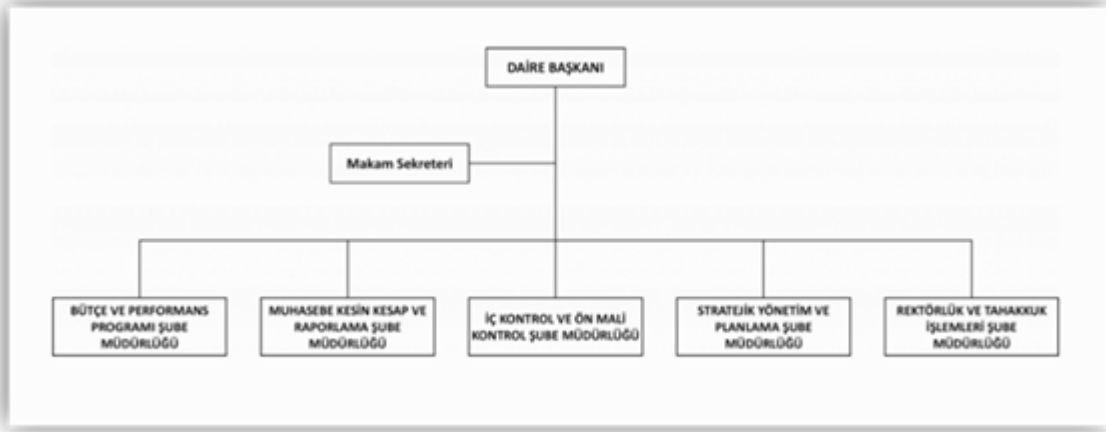 DAİRE BAŞKANI
Makam Sekreteri
BÜTÇE VE PERFORMANS
PROGRAMI ŞUBE
MÜDÜRLÜĞÜ
MUHASEBE KESİN KESAP VE
RAPORLAMA ŞUBE
MÜDÜRLÜĞÜ
İÇ KONTROL VE ÖN MALİ
KONTROL ŞUBE MÜDÜRLÜĞÜ
STRATEJİK YÖNETİM VE
PLANLAMA ŞUBE
MÜDÜRLÜĞÜ
REKTÖRLÜK VE TAHAKKUK
İŞLEMLERİ ŞUBE
MÜDÜRLÜĞÜ